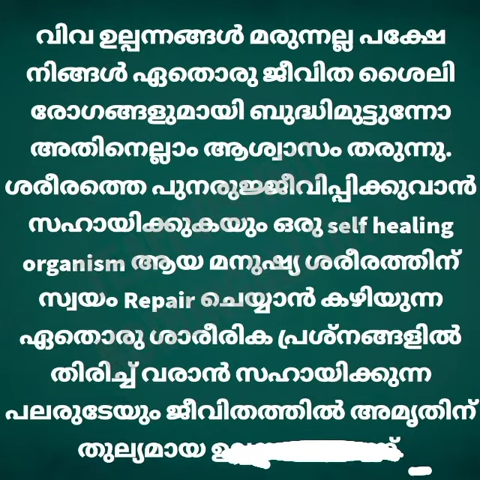 വിവ ഉല്പന്നങ്ങൾ മരുന്നല്ല പക്ഷേ
നിങ്ങൾ ഏതൊരു ജീവിത ശൈലി
രോഗങ്ങളുമായി ബുദ്ധിമുട്ടുന്നോ
അതിനെല്ലാം ആശ്വാസം തരുന്നു.
ശരീരത്തെ പുനരുജ്ജീവിപ്പിക്കുവാൻ
സഹായിക്കുകയും ഒരു self healing
organism ആയ മനുഷ്യ ശരീരത്തിന്
സ്വയം Repair ചെയ്യാൻ കഴിയുന്ന
ഏതൊരു ശാരീരിക പ്രശ്നങ്ങളിൽ
തിരിച്ച് വരാൻ സഹായിക്കുന്ന
പലരുടേയും ജീവിതത്തിൽ അമൃതിന്
തുല്യമായ